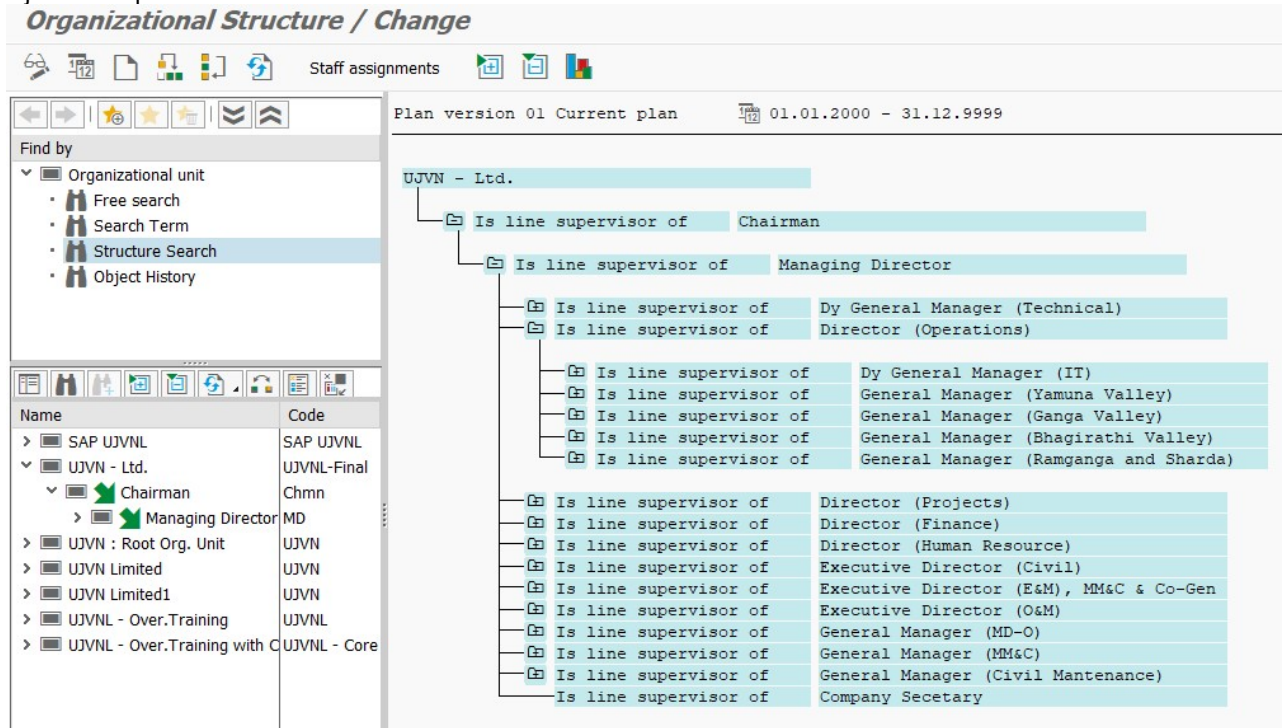 Organizational Structure / Change
Staff assignments
Plan version 01 Current plan 01.01.2000 - 31.12.9999
Find by
Organizational unit
Free search
Search Term
Structure Search
Object History
Name Code
SAP UJVNL SAP UJVNL
UJVN - Ltd. UJVNL-Final
Chairman Chmn
Managing Director MD
UJVN : Root Org. Unit UJVN
UJVN Limited UJVN
UJVN Limited1 UJVN
UJVNL - Over.Training UJVNL
UJVNL - Over.Training with C UJVNL - Core
UJVN - Ltd.
Is line supervisor of Chairman
Is line supervisor of Managing Director
Is line supervisor of Dy General Manager (Technical)
Is line supervisor of Director (Operations)
Is line supervisor of Dy General Manager (IT)
Is line supervisor of General Manager (Yamuna Valley)
Is line supervisor of General Manager (Ganga Valley)
Is line supervisor of General Manager (Bhagirathi Valley)
Is line supervisor of General Manager (Ramganga and Sharda)
Is line supervisor of Director (Projects)
Is line supervisor of Director (Finance)
Is line supervisor of Director (Human Resource)
Is line supervisor of Executive Director (Civil)
Is line supervisor of Executive Director (E&M), MM&C & Co-Gen
Is line supervisor of Executive Director (O&M)
Is line supervisor of General Manager (MD-O)
Is line supervisor of General Manager (MM&C)
Is line supervisor of General Manager (Civil Mantenance)
Is line supervisor of Company Secetary